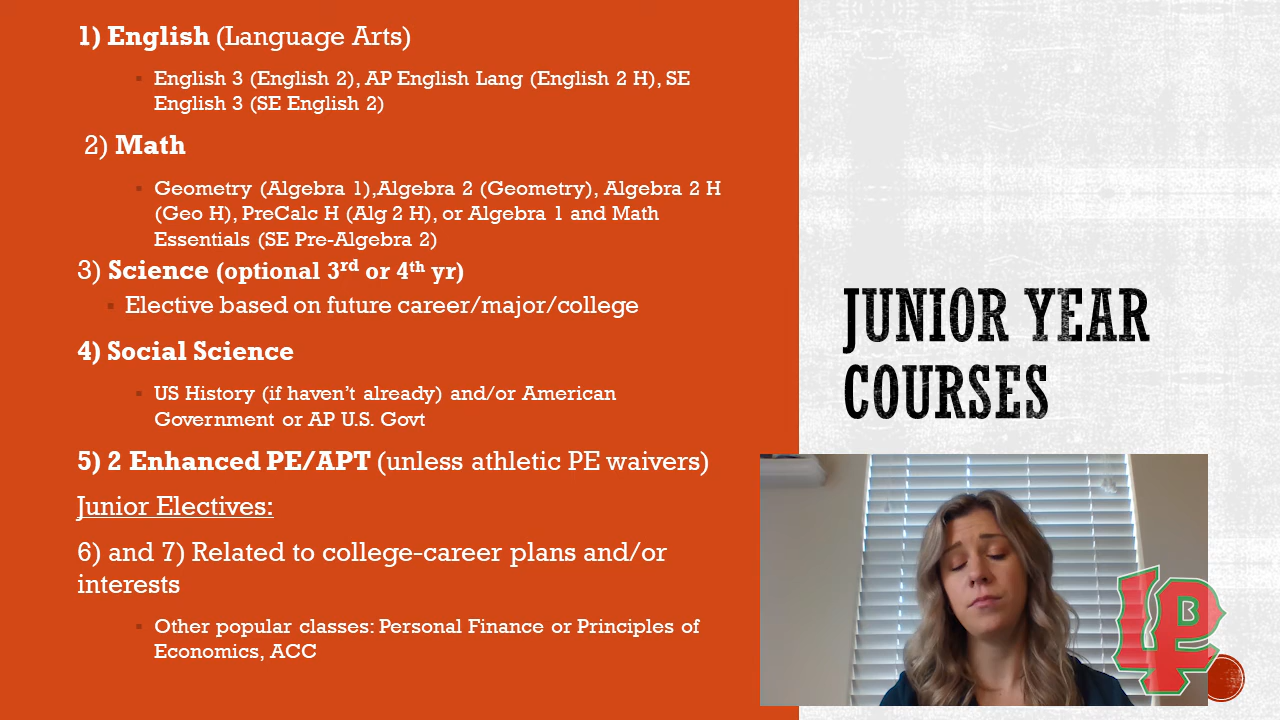 1) English (Language Arts)
▪ English 3 (English 2), AP English Lang (English 2 H), SE
English 3 (SE English 2)
2) Math
▪ Geometry (Algebra 1),Algebra 2 (Geometry), Algebra 2 H
(Geo H), PreCalc H (Alg 2 H), or Algebra 1 and Math
Essentials (SE Pre-Algebra 2)
3) Science (optional 3rd or 4th yr)
▪ Elective based on future career/major/college
4) Social Science
▪ US History (if haven't already) and/or American
Government or AP U.S. Govt
5) 2 Enhanced PE/APT (unless athletic PE waivers)
Junior Electives:
6) and 7) Related to college-career plans and/or
interests
▪ Other popular classes: Personal Finance or Principles of
Economics, ACC
JUNIOR YEAR
COURSES
LP
B